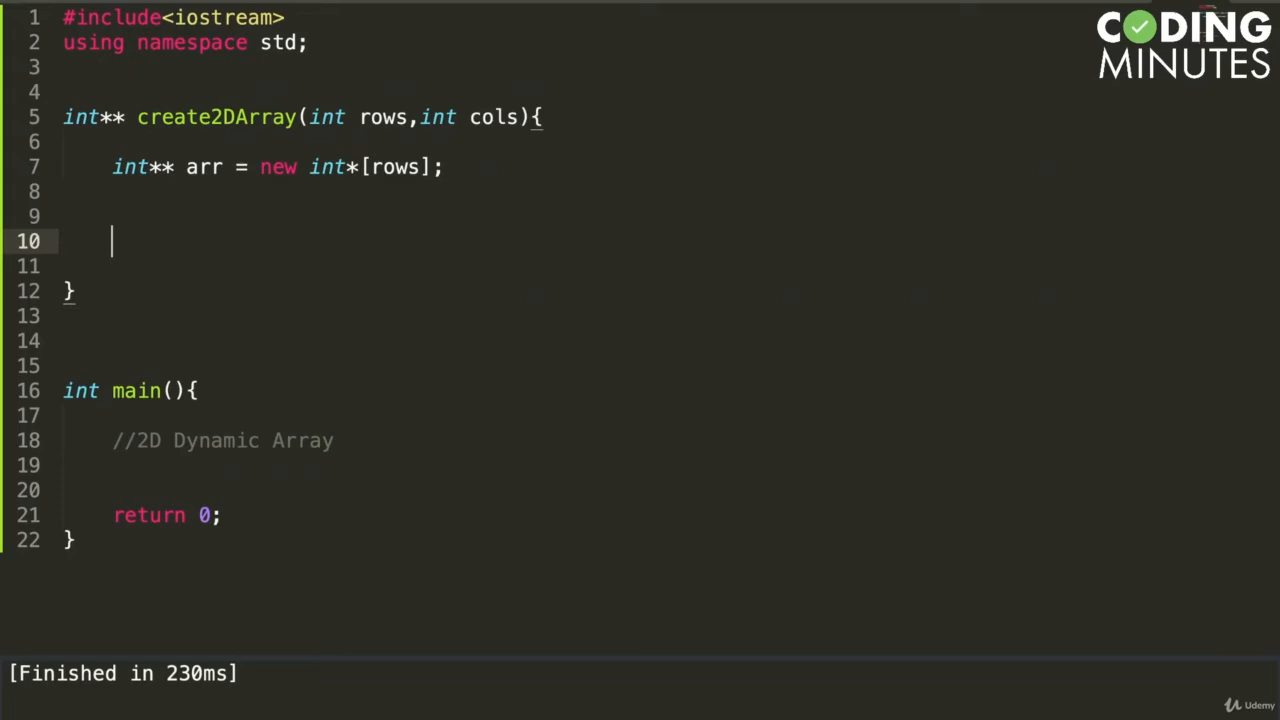 CODING
MINUTES
1 #include<iostream>
2 using namespace std;
3
4
5 int** create2DArray(int rows,int cols){
6
7 int** arr = new int*[rows];
8
9
10
11
12 }
13
14
15
16 int main(){
17
18 //2D Dynamic Array
19
20
21 return 0;
22 }
[Finished in 230ms]
Udemy